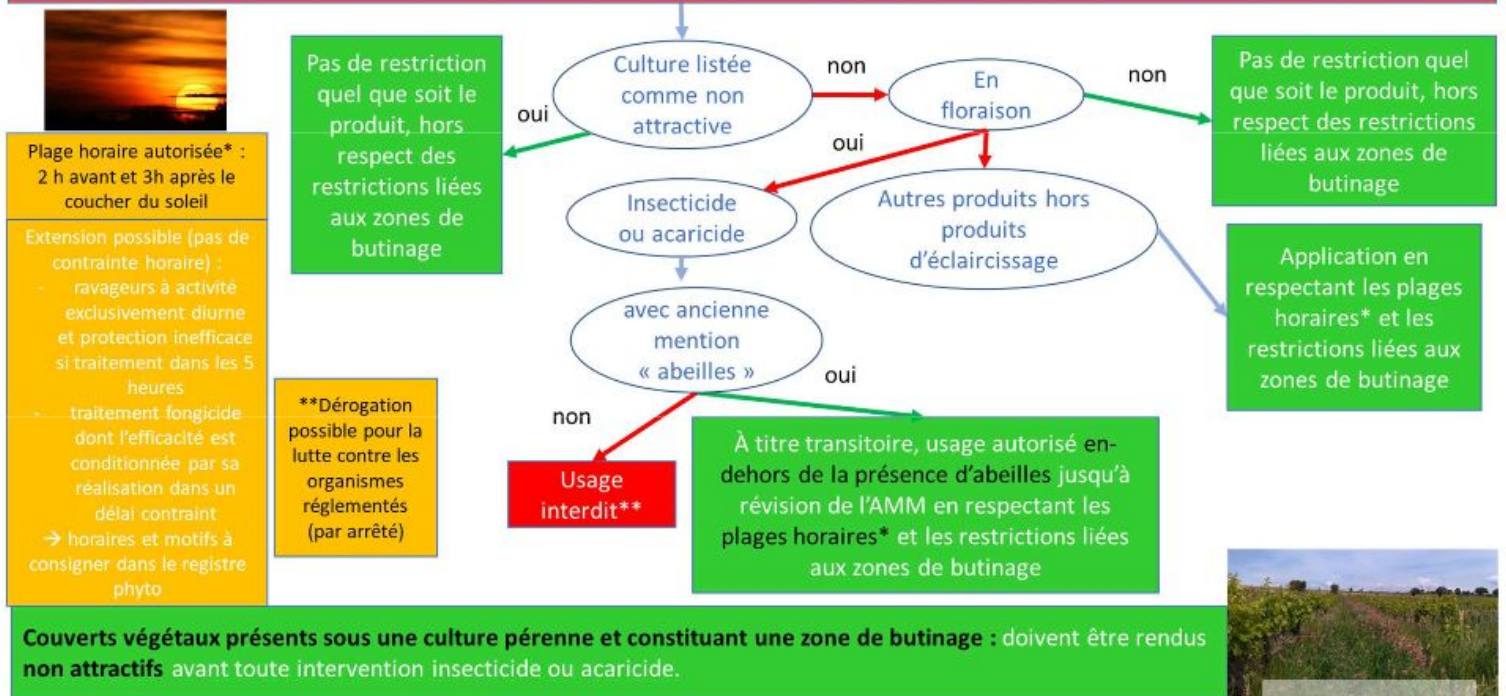 Plage horaire autorisée* :
2 h avant et 3h après le
coucher du soleil
Extension possible (pas de
contrainte horaire) :
- ravageurs à activité
exclusivement diurne
et protection inefficace
si traitement dans les 5
heures
- traitement fongicide
dont l'efficacité est
conditionnée par sa
réalisation dans un
délai contraint
→ horaires et motifs à
consigner dans le registre
phyto
Pas de restriction
quel que soit le
produit, hors
respect des
restrictions liées
aux zones de
butinage
oui
Culture listée
comme non
attractive
non
En
floraison
non
Pas de restriction quel
que soit le produit, hors
respect des restrictions
liées aux zones de
butinage
oui
Insecticide
ou acaricide
Autres produits hors
produits
d'éclaircissage
Application en
respectant les plages
horaires* et les
restrictions liées aux
zones de butinage
avec ancienne
mention
« abeilles »
non
oui
**Dérogation
possible pour la
lutte contre les
organismes
réglementés
(par arrêté)
Usage
interdit**
À titre transitoire, usage autorisé en-
dehors de la présence d'abeilles jusqu'à
révision de l'AMM en respectant les
plages horaires* et les restrictions liées
aux zones de butinage
Couverts végétaux présents sous une culture pérenne et constituant une zone de butinage : doivent être rendus
non attractifs avant toute intervention insecticide ou acaricide.